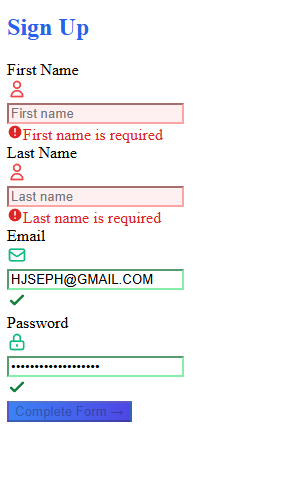 Sign Up
First Name
First name
First name is required
Last Name
Last name
Last name is required
Email
HJSEPH@GMAIL.COM
Password
•••••••••••••••••••
Complete Form →